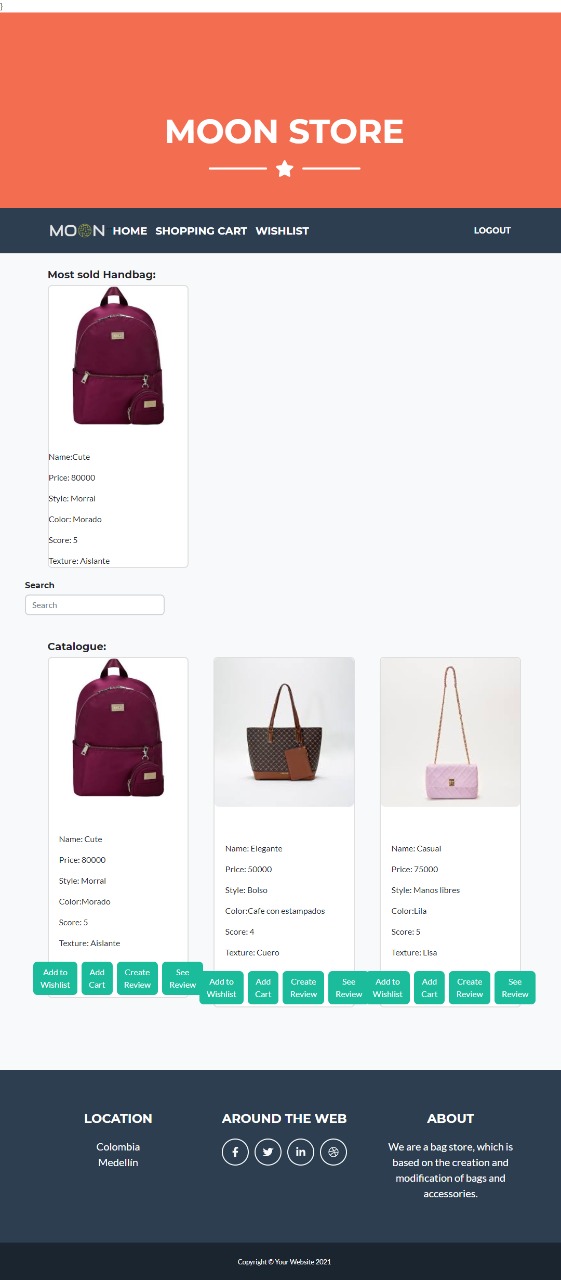 }
MOON STORE
MOON HOME SHOPPING CART WISHLIST LOGOUT
Most sold Handbag:
Name:Cute
Price: 80000
Style: Morral
Color: Morado
Score: 5
Texture: Aislante
Search
Search
Catalogue:
Name: Cute
Price: 80000
Style: Morral
Color:Morado
Score: 5
Texture: Aislante
Add to
Wishlist
Add
Cart
Create
Review
See
Review
Name: Elegante
Price: 50000
Style: Bolso
Color:Cafe con estampados
Score: 4
Texture: Cuero
Add to
Wishlist
Add
Cart
Create
Review
See
Review
Name: Casual
Price: 75000
Style: Manos libres
Color:Lila
Score: 5
Texture: Lisa
Add to
Wishlist
Add
Cart
Create
Review
See
Review
LOCATION
Colombia
Medellín
AROUND THE WEB
ABOUT
We are a bag store, which is
based on the creation and
modification of bags and
accessories.
Copyright © Your Website 2021